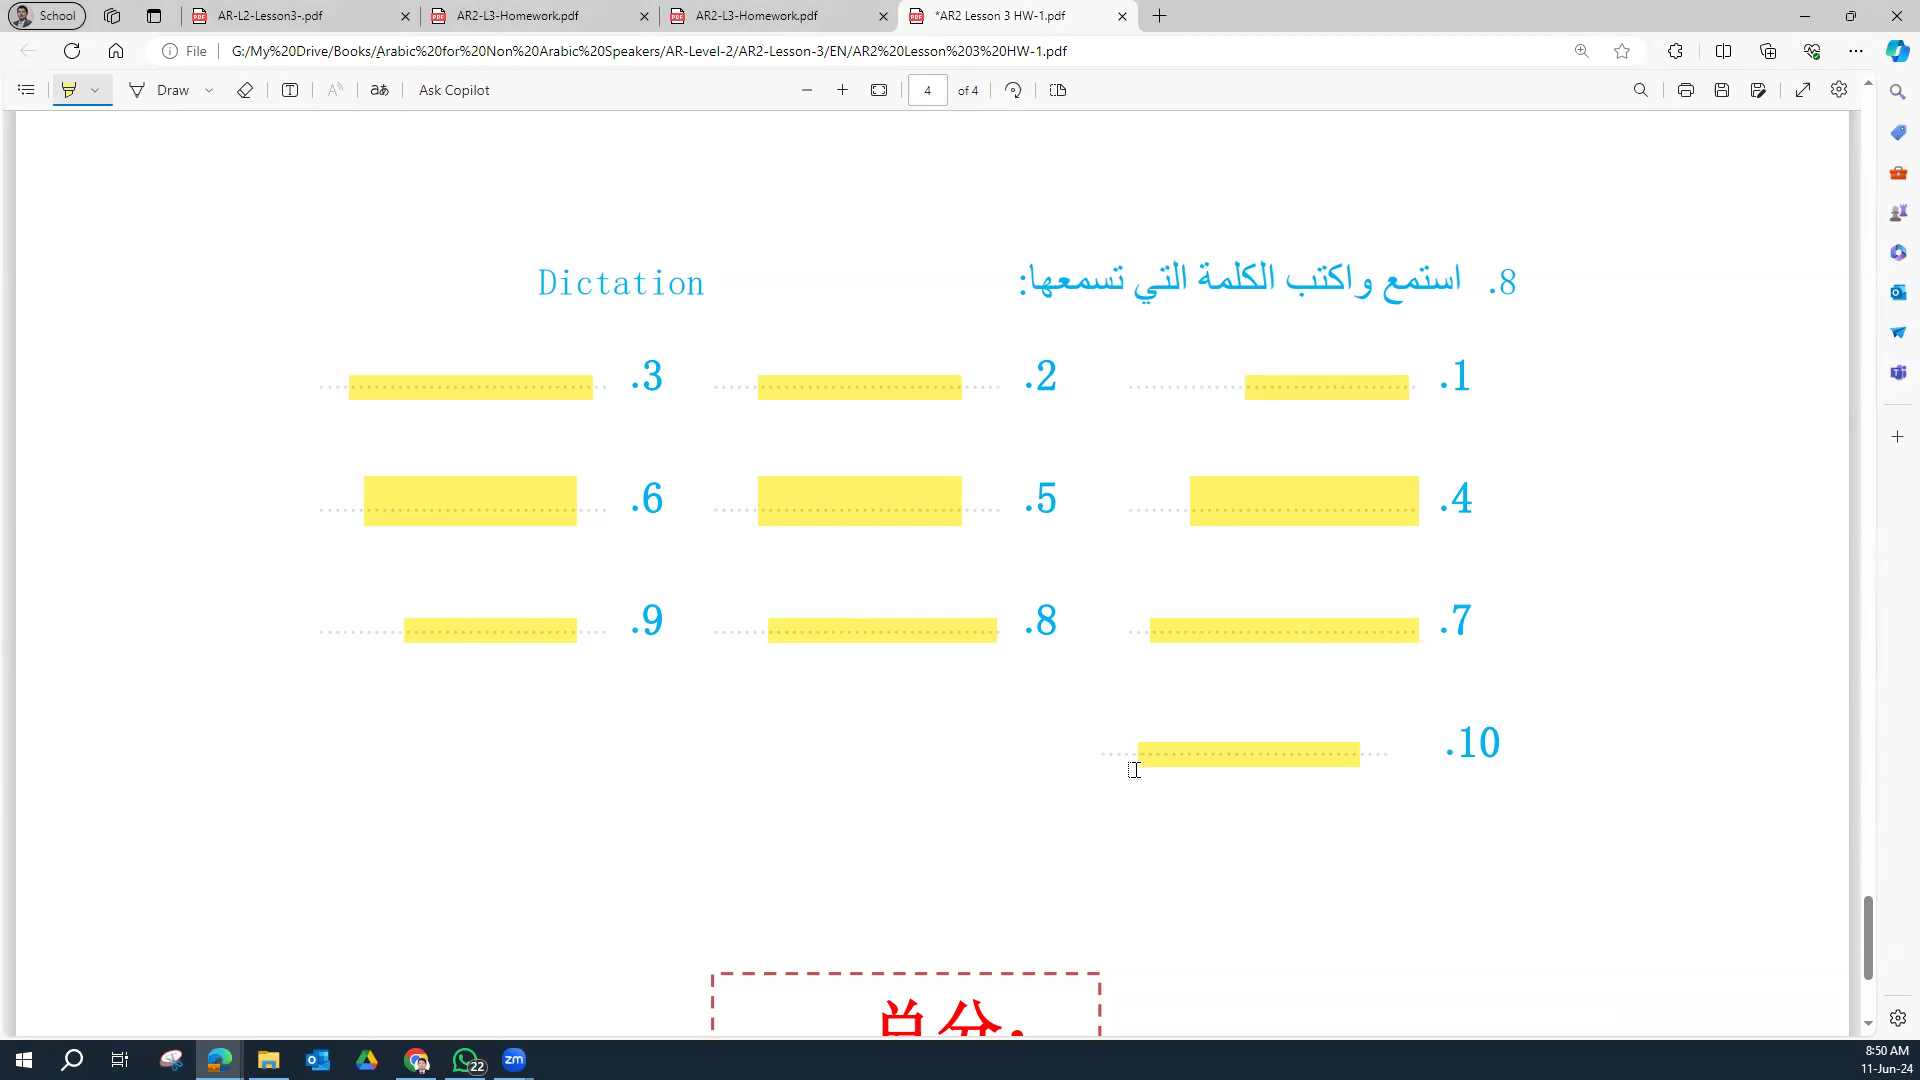 School
AR-L2-Lesson3-.pdf
AR2-L3-Homework.pdf
AR2-L3-Homework.pdf
*AR2 Lesson 3 HW-1.pdf
File
G:/My%20Drive/Books/Arabic%20for%20Non%20Arabic%20Speakers/AR-Level-2/AR2-Lesson-3/EN/AR2%20Lesson%203%20HW-1.pdf
Draw
Ask Copilot
4
of 4
8. استمع واكتب الكلمة التي تسمعها:
Dictation
.1
.2
.3
.4
.5
.6
.7
.8
.9
.10
总分:
22
zm
8:50 AM
11-Jun-24